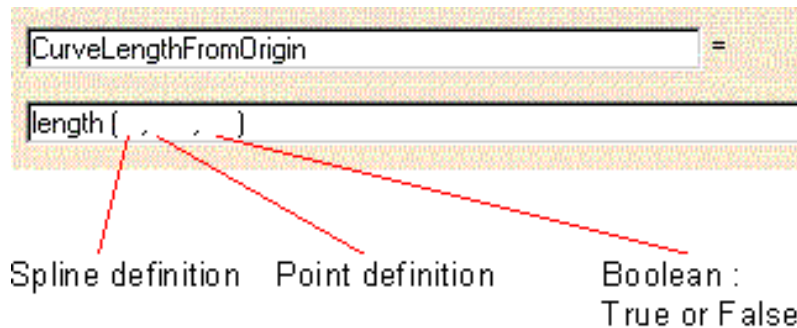 CurveLengthFromOrigin =
length ( , , )
Spline definition Point definition Boolean :
True or False